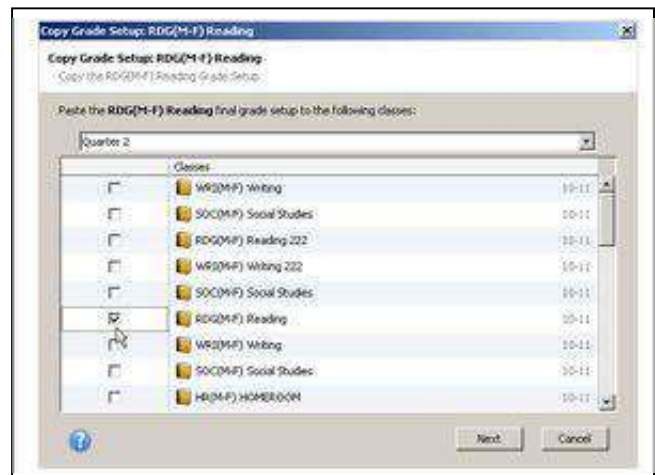 Copy Grade Setup: RDG(M-F) Reading
Copy Grade Setup: RDG(M-F) Reading
Copy the RDG(M-F) Reading Grade Setup
Paste the RDG(M-F) Reading final grade setup to the following classes:
Quarter 2
Classes
WRI(M-F) Writing 10-11
SOC(M-F) Social Studies 10-11
RDG(M-F) Reading 222 10-11
WRI(M-F) Writing 222 10-11
SOC(M-F) Social Studies 10-11
RDG(M-F) Reading 10-11
WRI(M-F) Writing 10-11
SOC(M-F) Social Studies 10-11
HR(M-F) HOMEROOM 10-11
Next Cancel